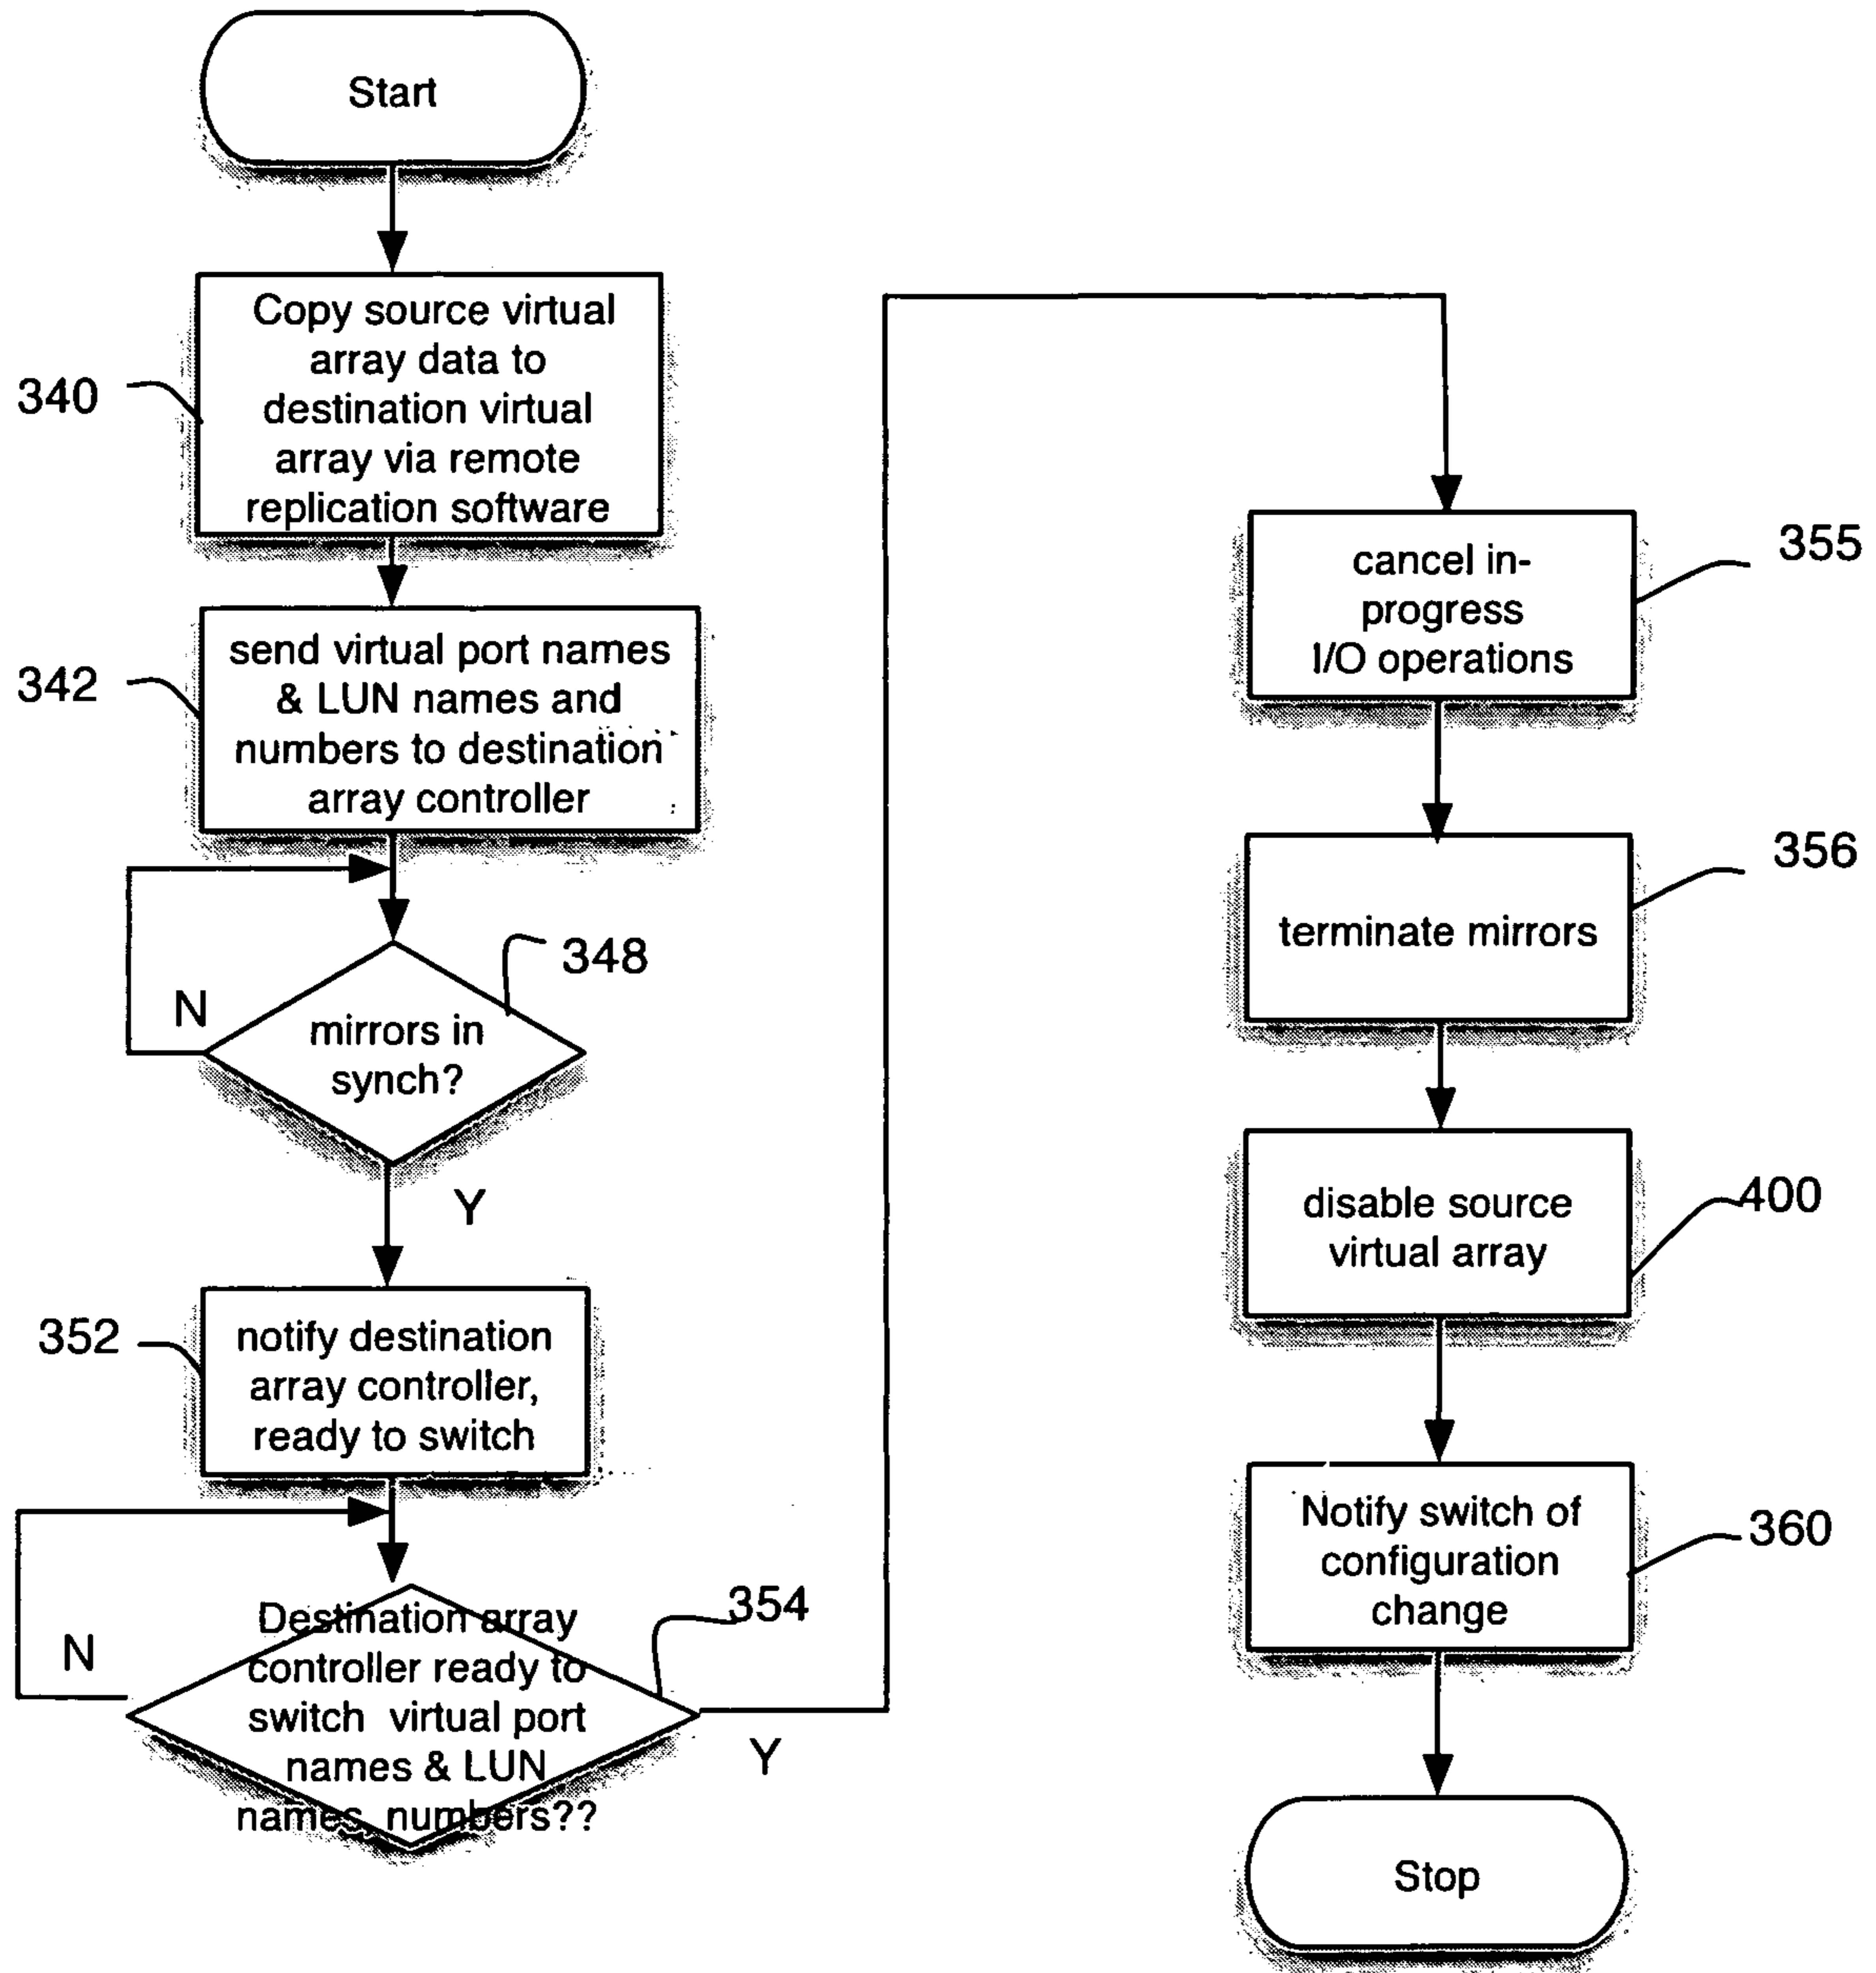 Start
340
Copy source virtual
array data to
destination virtual
array via remote
replication software
342
send virtual port names
& LUN names and
numbers to destination
array controller
348
N
mirrors in
synch?
Y
352
notify destination
array controller,
ready to switch
354
N
Destination array
controller ready to
switch virtual port
names & LUN
names, numbers??
Y
355
cancel in-
progress
I/O operations
356
terminate mirrors
400
disable source
virtual array
360
Notify switch of
configuration
change
Stop